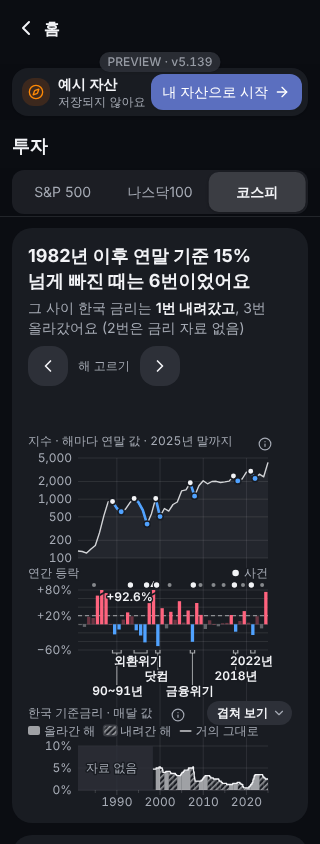 홈
PREVIEW · v5.139
예시 자산
저장되지 않아요
내 자산으로 시작 →
투자
S&P 500
나스닥100
코스피
1982년 이후 연말 기준 15%
넘게 빠진 때는 6번이었어요
그 사이 한국 금리는 1번 내려갔고, 3번
올라갔어요 (2번은 금리 자료 없음)
해 고르기
지수 · 해마다 연말 값 · 2025년 말까지
5,000
2,000
1,000
500
200
100
연간 등락
사건
+80%
+92.6%
+20%
−60%
외환위기
2022년
닷컴
2018년
90~91년
금융위기
한국 기준금리 · 매달 값
겹쳐 보기
올라간 해
내려간 해
거의 그대로
10%
자료 없음
5%
0%
1990
2000
2010
2020